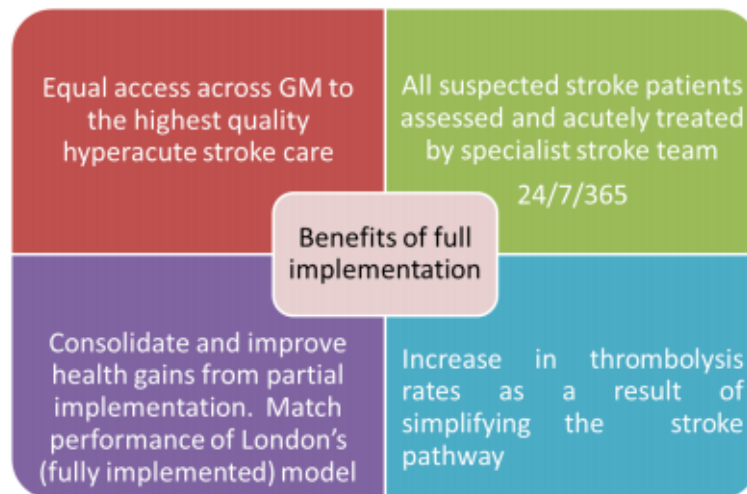 Equal access across GM to
the highest quality
hyperacute stroke care
All suspected stroke patients
assessed and acutely treated
by specialist stroke team
24/7/365
Benefits of full
implementation
Consolidate and improve
health gains from partial
implementation. Match
performance of London's
(fully implemented) model
Increase in thrombolysis
rates as a result of
simplifying the stroke
pathway